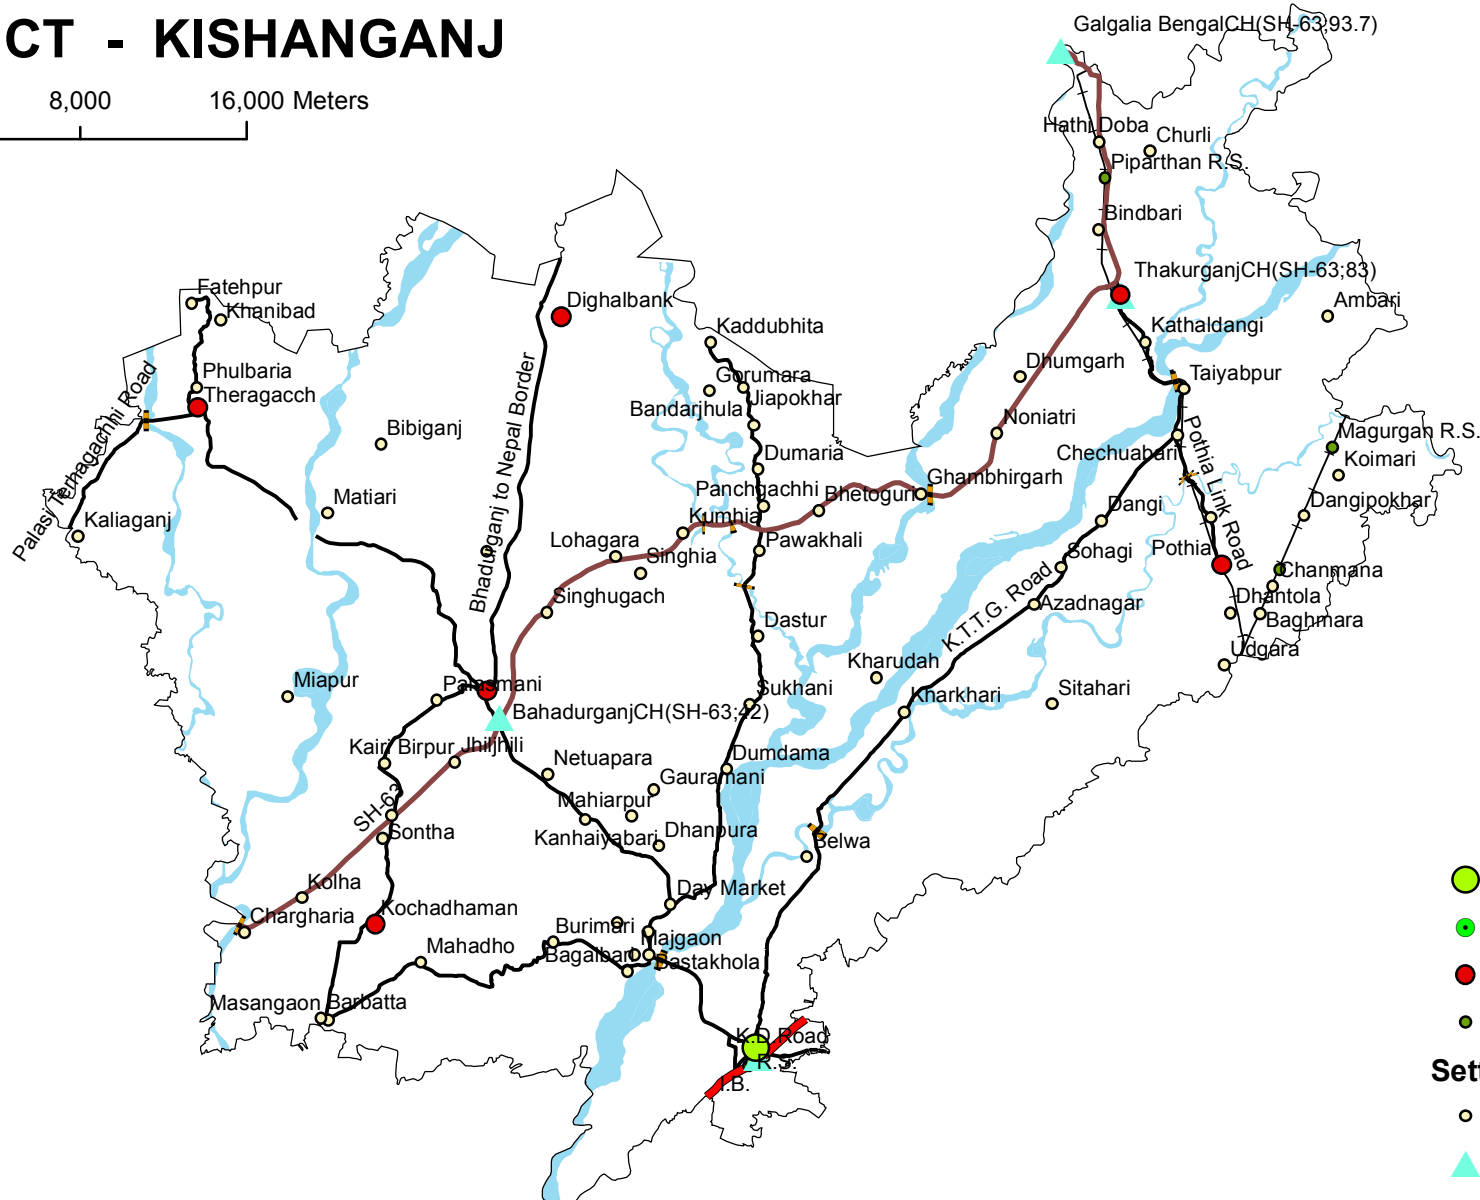 CT - KISHANGANJ
8,000
16,000 Meters
Galgalia BengalCH(SH-63;93.7)
Hathi Doba
Churli
Piparthan R.S.
Bindbari
ThakurganjCH(SH-63;83)
Ambari
Kathaldangi
Fatehpur
Khanibad
Dighalbank
Kaddubhita
Dhumgarh
Taiyabpur
Phulbaria
Theragacch
Gorumara
Jiapokhar
Bandarjhula
Palasi Terhagachhi Road
Bhadurganj to Nepal Border
Bibiganj
Noniatri
Magurgan R.S.
Koimari
Chechuabari
Pothia Link Road
Dumaria
Ghambhirgarh
Panchgachhi
Bhetoguri
Matiari
Kaliaganj
Kumhia
Dangi
Dangipokhar
Lohagara
Singhia
Pawakhali
Sohagi
Pothia
Chanmana
Singhugach
Azadnagar
Dhantola
Baghmara
K.T.T.G. Road
Dastur
Udgara
Kharudah
Miapur
Palasmani
Sukhani
Kharkhari
Sitahari
BahadurganjCH(SH-63;42)
Kairi Birpur
Jhiljhili
Netuapara
Dumdama
Gauramani
SH-63
Mahiarpur
Sontha
Kanhaiyabari
Dhanpura
Belwa
Kolha
Day Market
Chargharia
Kochadhaman
Burimari
Majgaon
Mahadho
Bagalbari
Bastakhola
Masangaon
Barbatta
K.D.Road
R.S.
I.B.
Sett